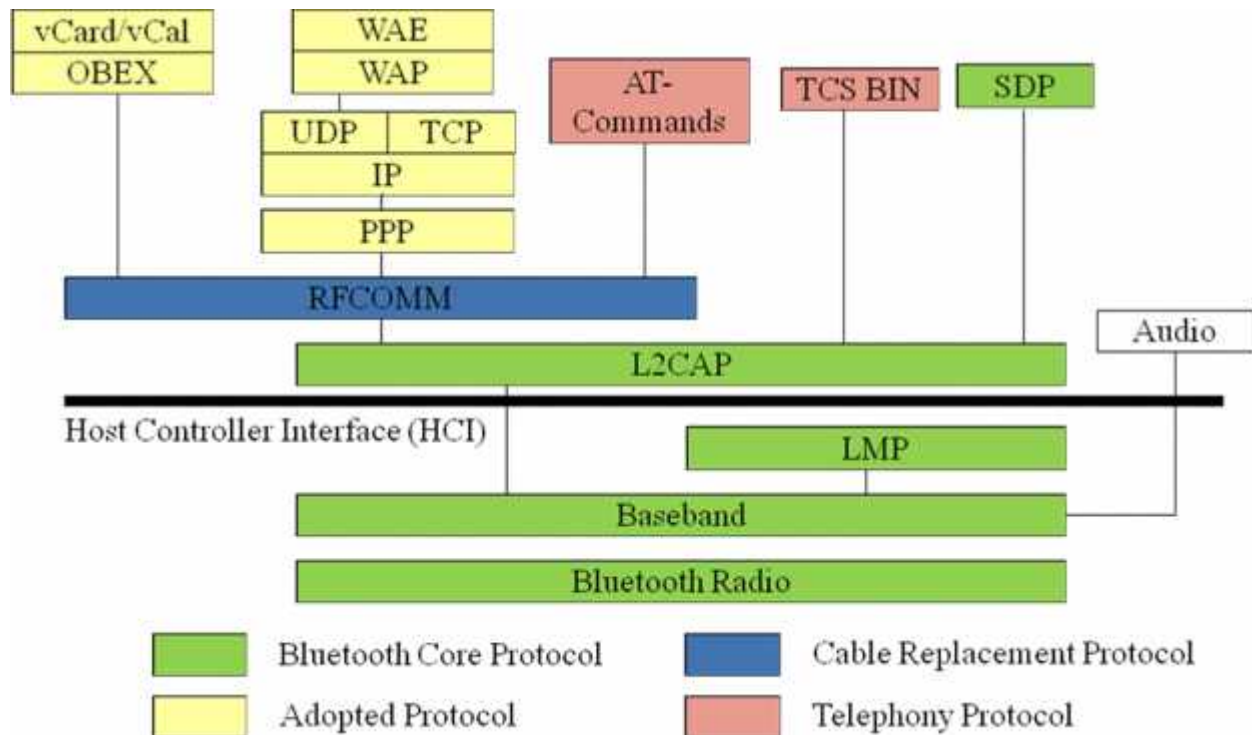 vCard/vCal
OBEX
WAE
WAP
UDP
TCP
IP
PPP
AT-
Commands
TCS BIN
SDP
RFCOMM
L2CAP
Audio
Host Controller Interface (HCI)
LMP
Baseband
Bluetooth Radio
Bluetooth Core Protocol
Cable Replacement Protocol
Adopted Protocol
Telephony Protocol